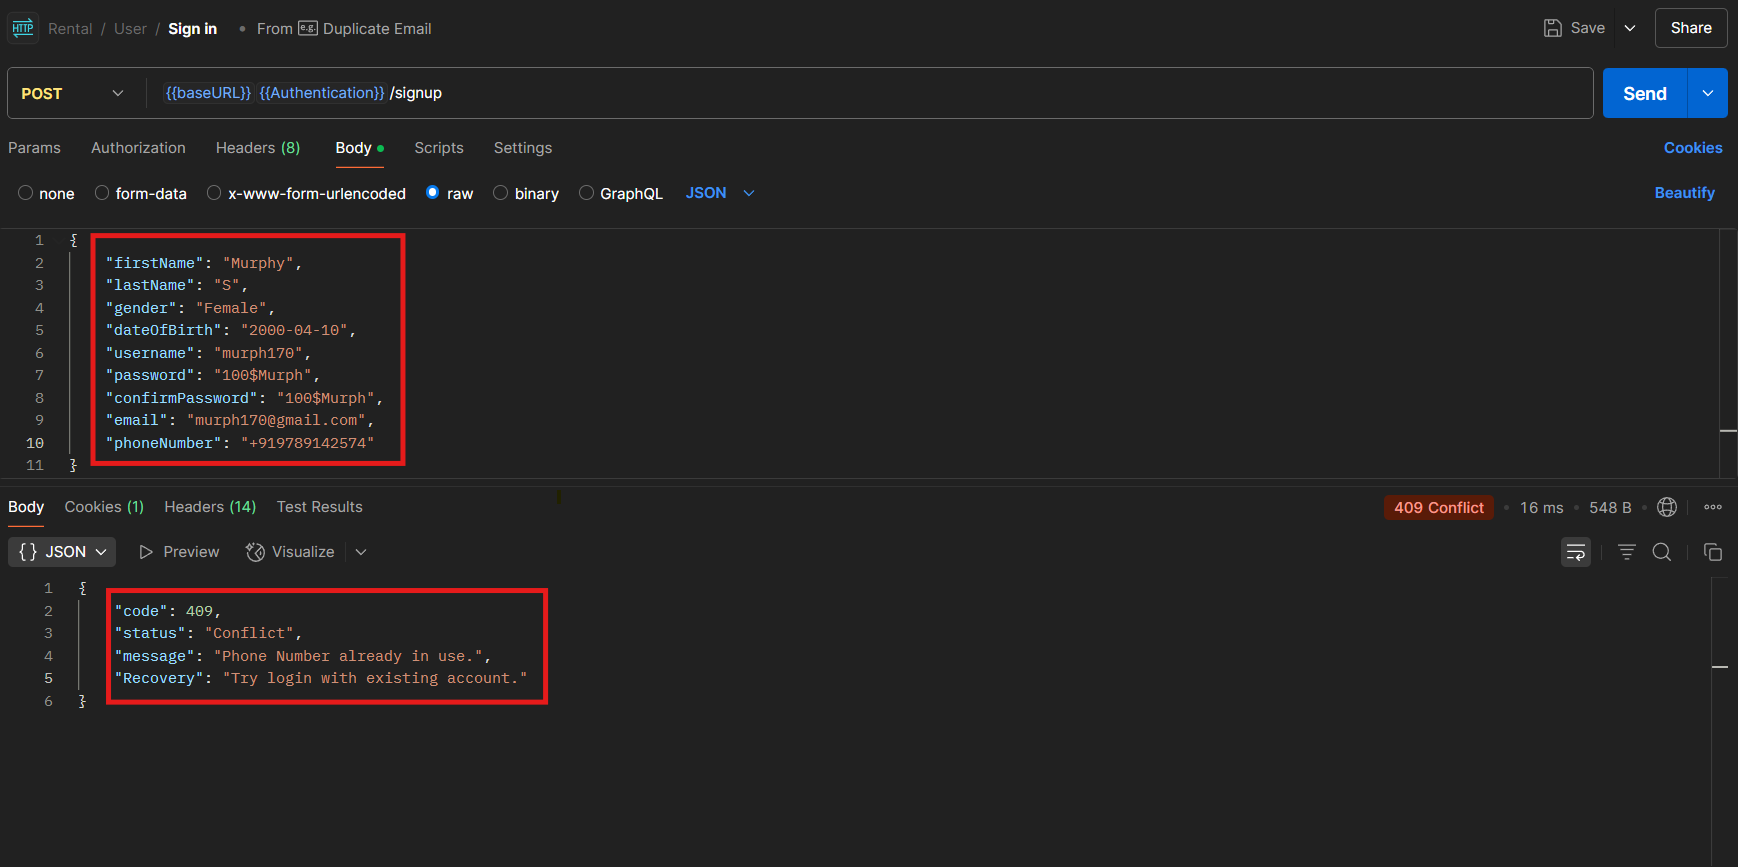 HTTP Rental / User / Sign in • From e.g. Duplicate Email Save Share
POST {{baseURL}} {{Authentication}} /signup Send
Params Authorization Headers (8) Body Scripts Settings Cookies
none form-data x-www-form-urlencoded raw binary GraphQL JSON Beautify
1 {
2 "firstName": "Murphy",
3 "lastName": "S",
4 "gender": "Female",
5 "dateOfBirth": "2000-04-10",
6 "username": "murph170",
7 "password": "100$Murph",
8 "confirmPassword": "100$Murph",
9 "email": "murph170@gmail.com",
10 "phoneNumber": "+919789142574"
11 }
Body Cookies (1) Headers (14) Test Results 409 Conflict • 16 ms • 548 B
{} JSON Preview Visualize
1 {
2 "code": 409,
3 "status": "Conflict",
4 "message": "Phone Number already in use.",
5 "Recovery": "Try login with existing account."
6 }